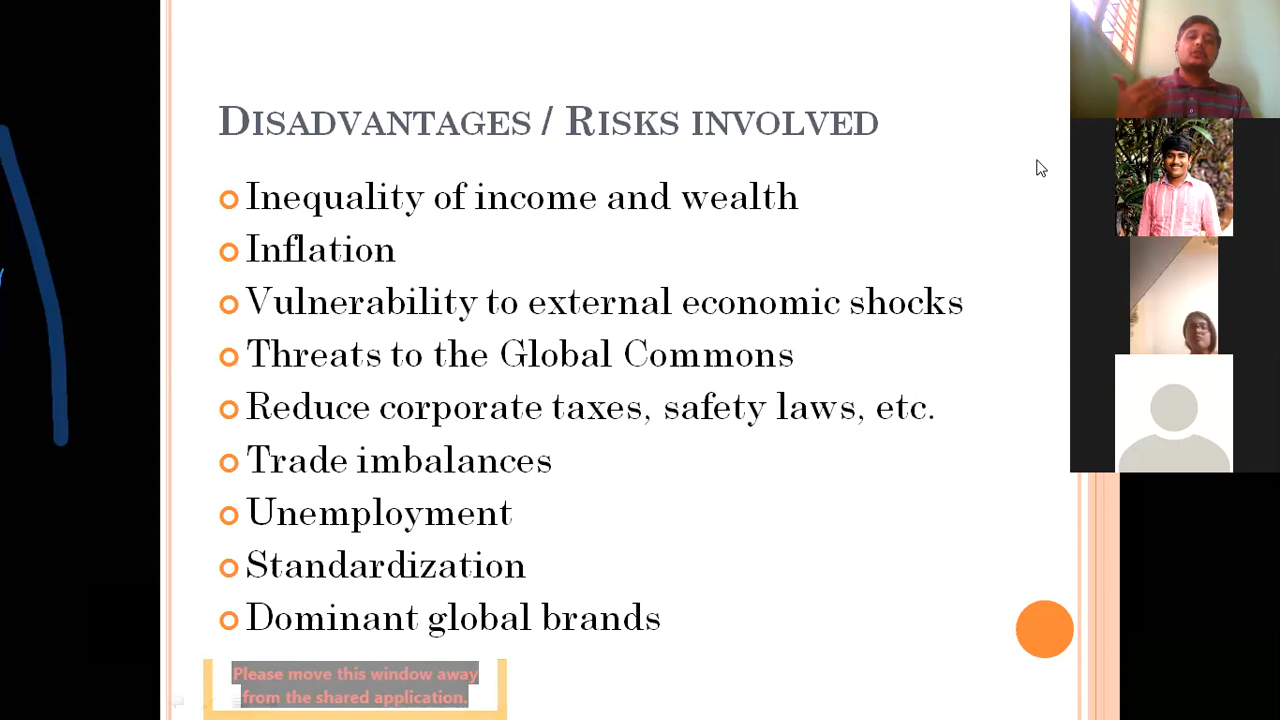 DISADVANTAGES / RISKS INVOLVED
Inequality of income and wealth
Inflation
Vulnerability to external economic shocks
Threats to the Global Commons
Reduce corporate taxes, safety laws, etc.
Trade imbalances
Unemployment
Standardization
Dominant global brands
Please move this window away
from the shared application.